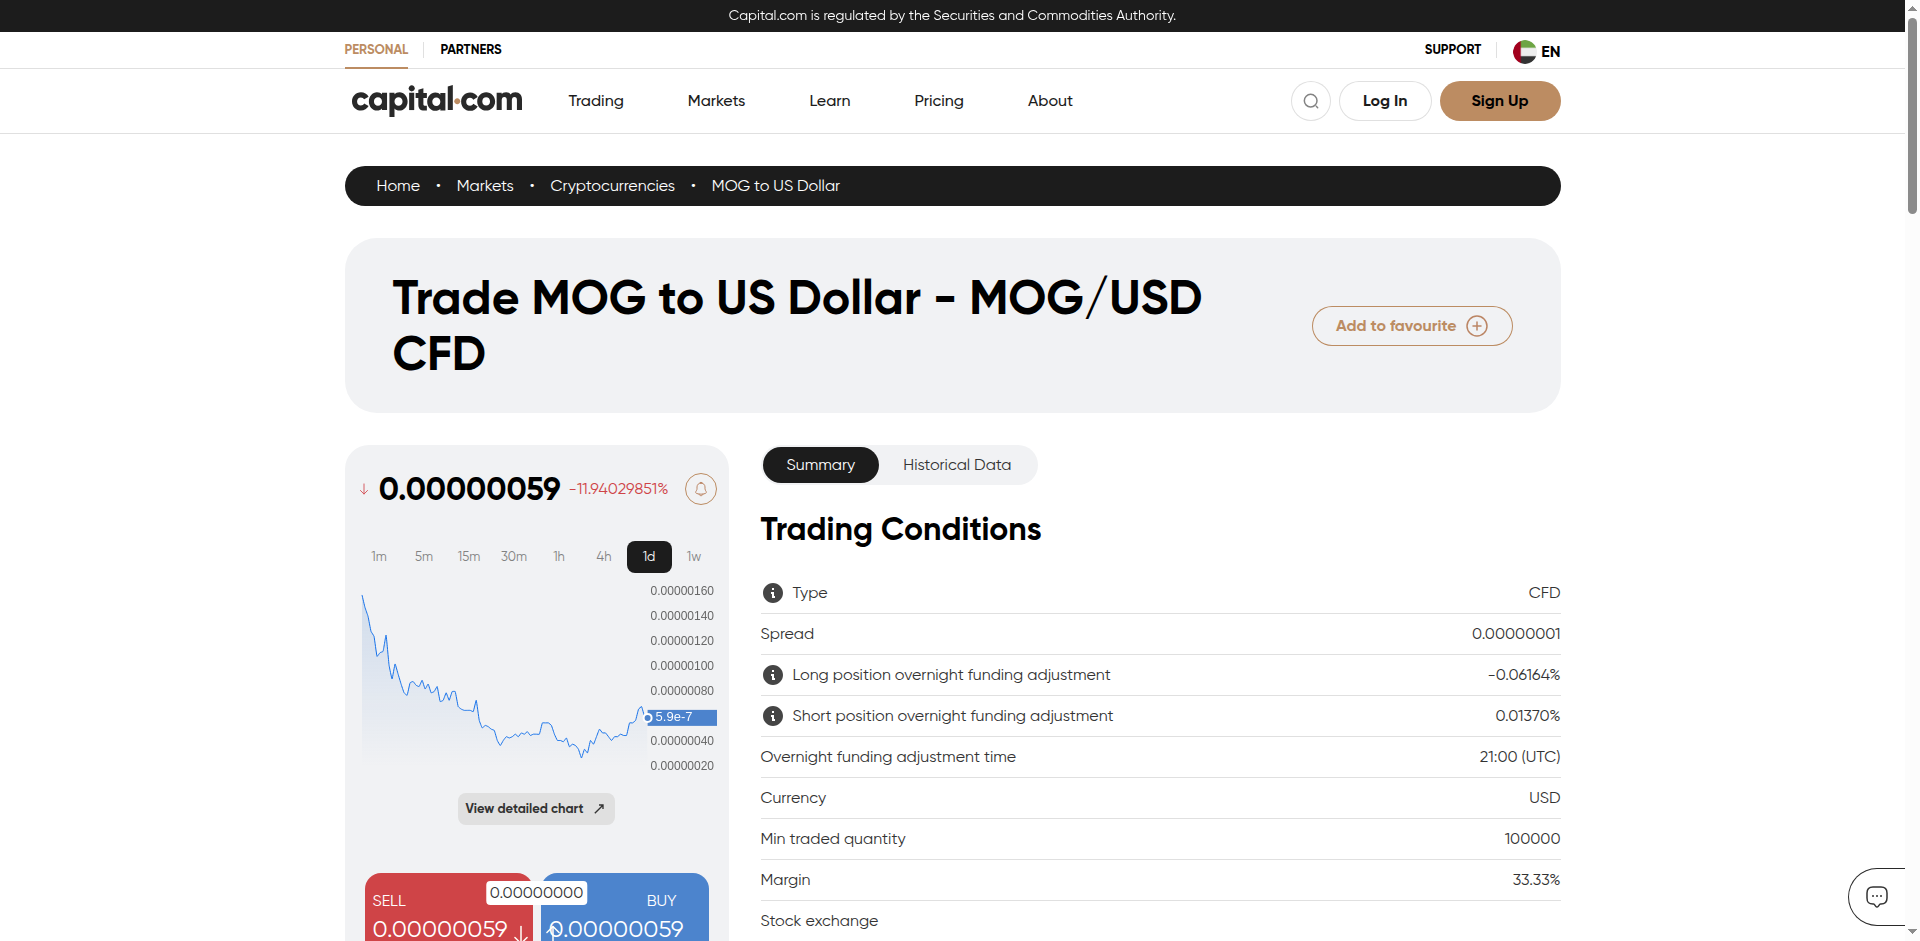 Capital.com is regulated by the Securities and Commodities Authority.
PERSONAL
PARTNERS
SUPPORT
EN
capital.com
Trading
Markets
Learn
Pricing
About
Log In
Sign Up
Home • Markets • Cryptocurrencies • MOG to US Dollar
Trade MOG to US Dollar - MOG/USD
CFD
Add to favourite
0.00000059 -11.94029851%
1m 5m 15m 30m 1h 4h 1d 1w
0.00000160
0.00000140
0.00000120
0.00000100
0.00000080
5.9e-7
0.00000040
0.00000020
View detailed chart
SELL
0.00000059
0.00000000
BUY
0.00000059
Summary
Historical Data
Trading Conditions
Type CFD
Spread 0.00000001
Long position overnight funding adjustment -0.06164%
Short position overnight funding adjustment 0.01370%
Overnight funding adjustment time 21:00 (UTC)
Currency USD
Min traded quantity 100000
Margin 33.33%
Stock exchange